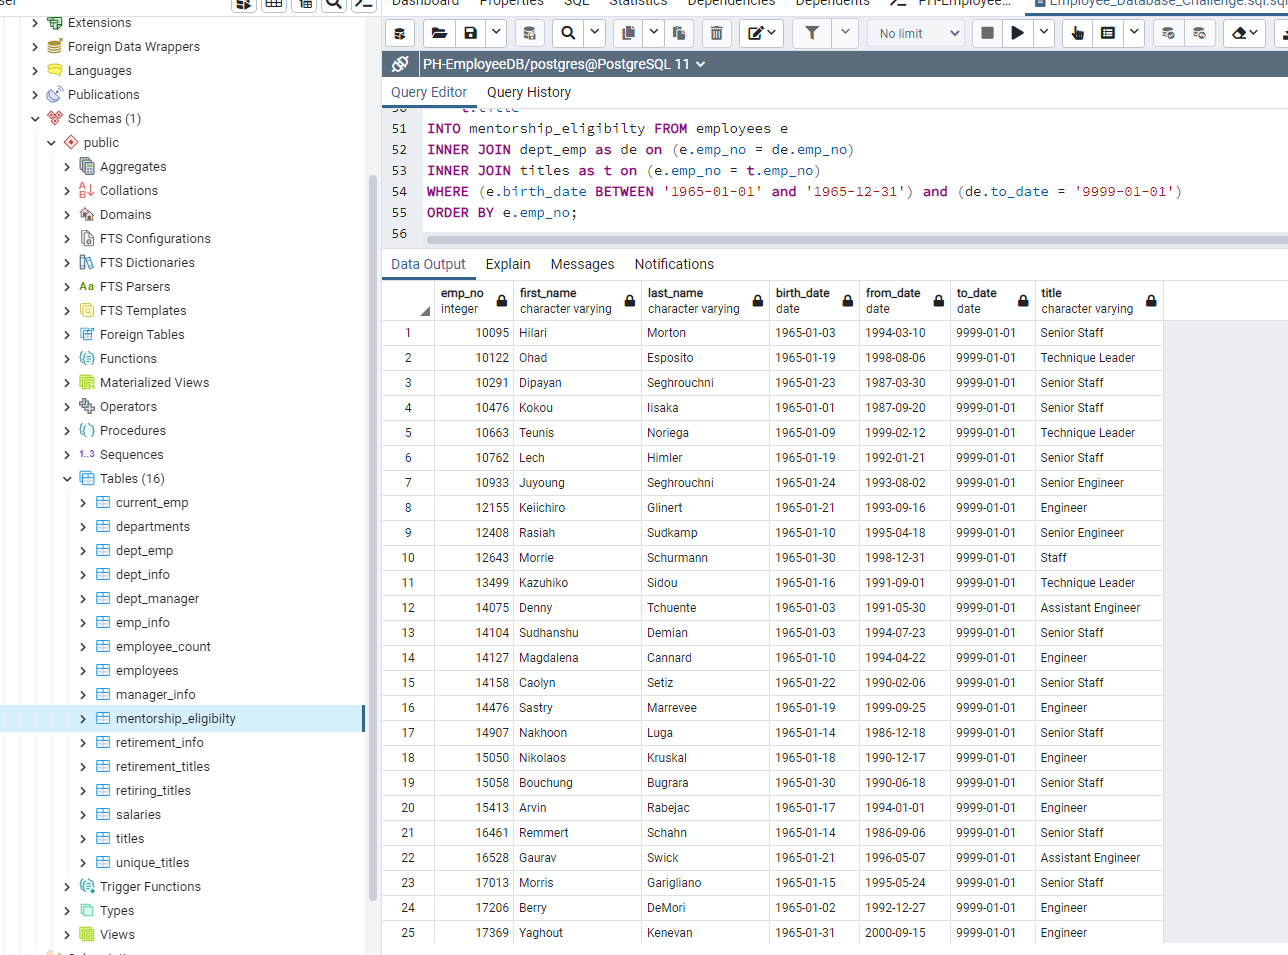 ser
Extensions
Foreign Data Wrappers
Languages
Publications
Schemas (1)
public
Aggregates
Collations
Domains
FTS Configurations
FTS Dictionaries
FTS Parsers
FTS Templates
Foreign Tables
Functions
Materialized Views
Operators
Procedures
1..3 Sequences
Tables (16)
current_emp
departments
dept_emp
dept_info
dept_manager
emp_info
employee_count
employees
manager_info
mentorship_eligibilty
retirement_info
retirement_titles
retiring_titles
salaries
titles
unique_titles
Trigger Functions
Types
Views
Dashboard Properties SQL Statistics Dependencies Dependents PH-Employee... Employee_Database_Challenge.sql
No limit
PH-EmployeeDB/postgres@PostgreSQL 11
Query Editor Query History
50 t.title
51 INTO mentorship_eligibilty FROM employees e
52 INNER JOIN dept_emp as de on (e.emp_no = de.emp_no)
53 INNER JOIN titles as t on (e.emp_no = t.emp_no)
54 WHERE (e.birth_date BETWEEN '1965-01-01' and '1965-12-31') and (de.to_date = '9999-01-01')
55 ORDER BY e.emp_no;
56
Data Output Explain Messages Notifications
emp_no first_name last_name birth_date from_date to_date title
integer character varying character varying date date date character varying
1 10095 Hilari Morton 1965-01-03 1994-03-10 9999-01-01 Senior Staff
2 10122 Ohad Esposito 1965-01-19 1998-08-06 9999-01-01 Technique Leader
3 10291 Dipayan Seghrouchni 1965-01-23 1987-03-30 9999-01-01 Senior Staff
4 10476 Kokou Iisaka 1965-01-01 1987-09-20 9999-01-01 Senior Staff
5 10663 Teunis Noriega 1965-01-09 1999-02-12 9999-01-01 Technique Leader
6 10762 Lech Himler 1965-01-19 1992-01-21 9999-01-01 Senior Staff
7 10933 Juyoung Seghrouchni 1965-01-24 1993-08-02 9999-01-01 Senior Engineer
8 12155 Keiichiro Glinert 1965-01-21 1993-09-16 9999-01-01 Engineer
9 12408 Rasiah Sudkamp 1965-01-10 1995-04-18 9999-01-01 Senior Engineer
10 12643 Morrie Schurmann 1965-01-30 1998-12-31 9999-01-01 Staff
11 13499 Kazuhiko Sidou 1965-01-16 1991-09-01 9999-01-01 Technique Leader
12 14075 Denny Tchuente 1965-01-03 1991-05-30 9999-01-01 Assistant Engineer
13 14104 Sudhanshu Demian 1965-01-03 1994-07-23 9999-01-01 Senior Staff
14 14127 Magdalena Cannard 1965-01-10 1994-04-22 9999-01-01 Engineer
15 14158 Caolyn Setiz 1965-01-22 1990-02-06 9999-01-01 Senior Staff
16 14476 Sastry Marrevee 1965-01-19 1999-09-25 9999-01-01 Engineer
17 14907 Nakhoon Luga 1965-01-14 1986-12-18 9999-01-01 Senior Staff
18 15050 Nikolaos Kruskal 1965-01-18 1990-12-17 9999-01-01 Engineer
19 15058 Bouchung Bugrara 1965-01-30 1990-06-18 9999-01-01 Senior Staff
20 15413 Arvin Rabejac 1965-01-17 1994-01-01 9999-01-01 Engineer
21 16461 Remmert Schahn 1965-01-14 1986-09-06 9999-01-01 Senior Staff
22 16528 Gaurav Swick 1965-01-21 1996-05-07 9999-01-01 Assistant Engineer
23 17013 Morris Garigliano 1965-01-15 1995-05-24 9999-01-01 Senior Staff
24 17206 Berry DeMori 1965-01-02 1992-12-27 9999-01-01 Engineer
25 17369 Yaghout Kenevan 1965-01-31 2000-09-15 9999-01-01 Engineer